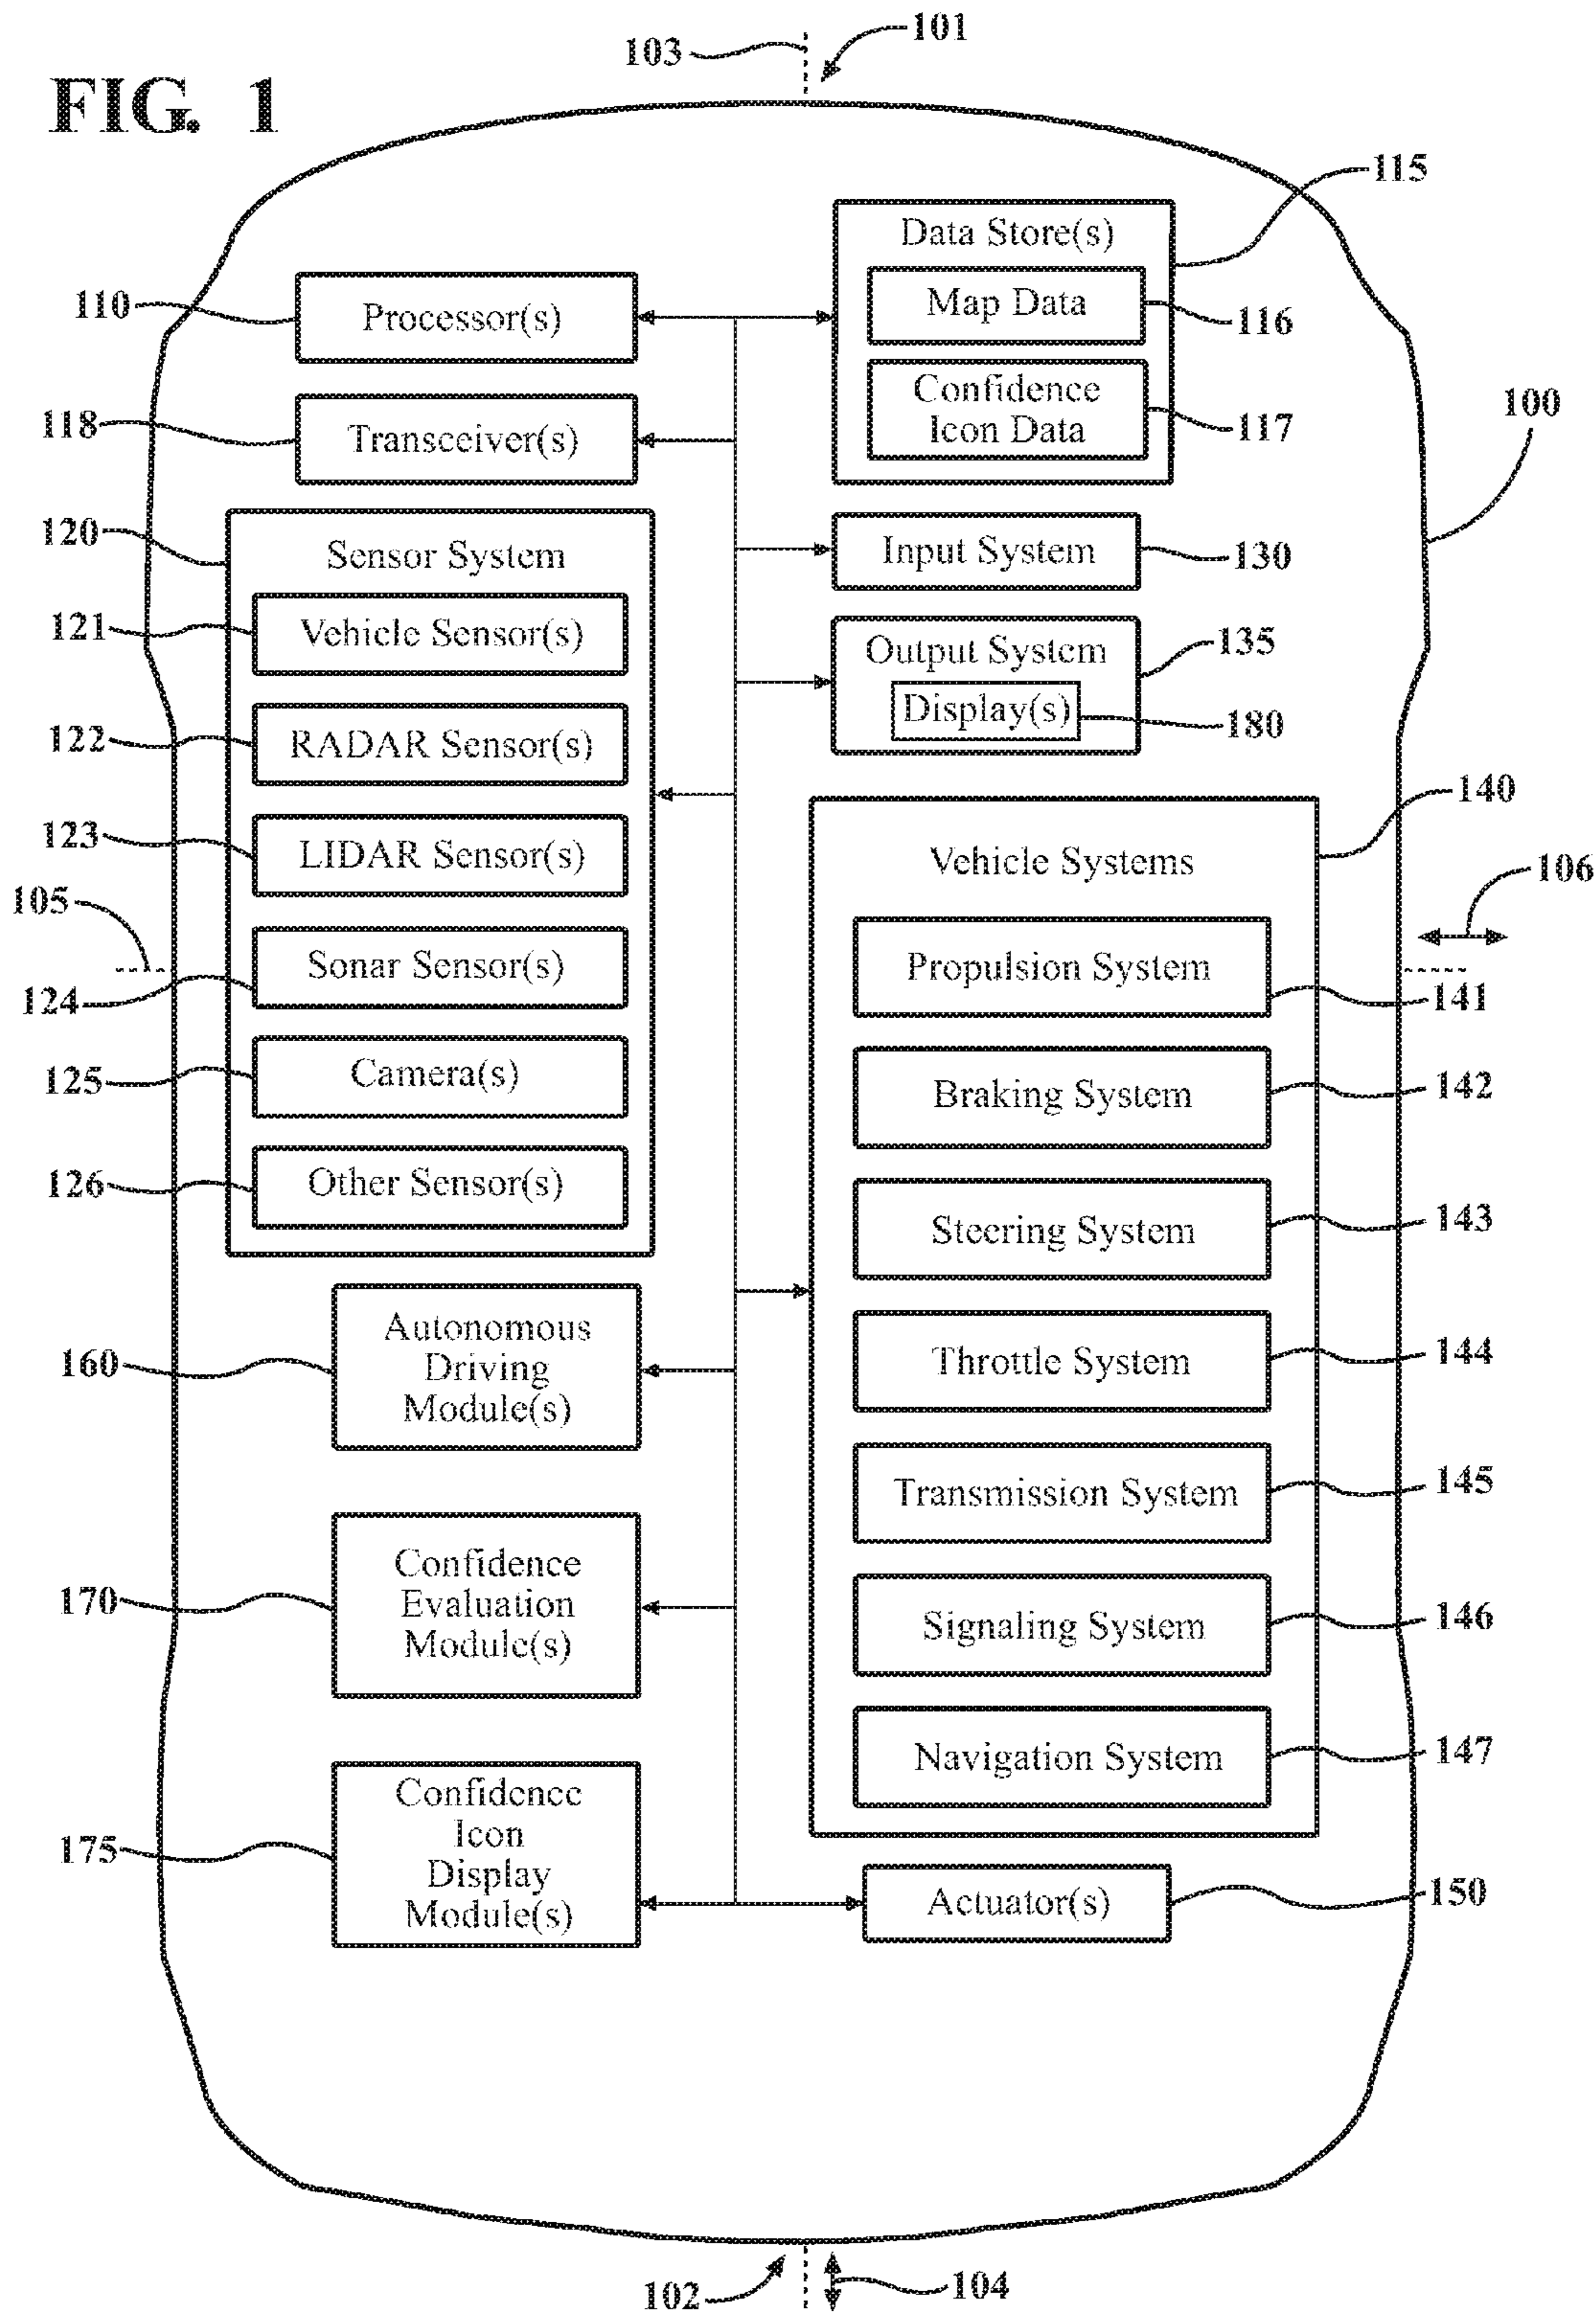 FIG. 1
103
101
115
Data Store(s)
Map Data
116
Confidence
Icon Data
117
110
Processor(s)
118
Transceiver(s)
100
120
Sensor System
121
Vehicle Sensor(s)
122
RADAR Sensor(s)
123
LIDAR Sensor(s)
105
Sonar Sensor(s)
124
Camera(s)
125
Other Sensor(s)
126
Input System
130
Output System
135
Display(s)
180
140
Vehicle Systems
106
Propulsion System
141
Braking System
142
Steering System
143
Throttle System
144
Transmission System
145
Signaling System
146
Navigation System
147
Autonomous
Driving
Module(s)
160
Confidence
Evaluation
Module(s)
170
Confidence
Icon
Display
Module(s)
175
Actuator(s)
150
102
104